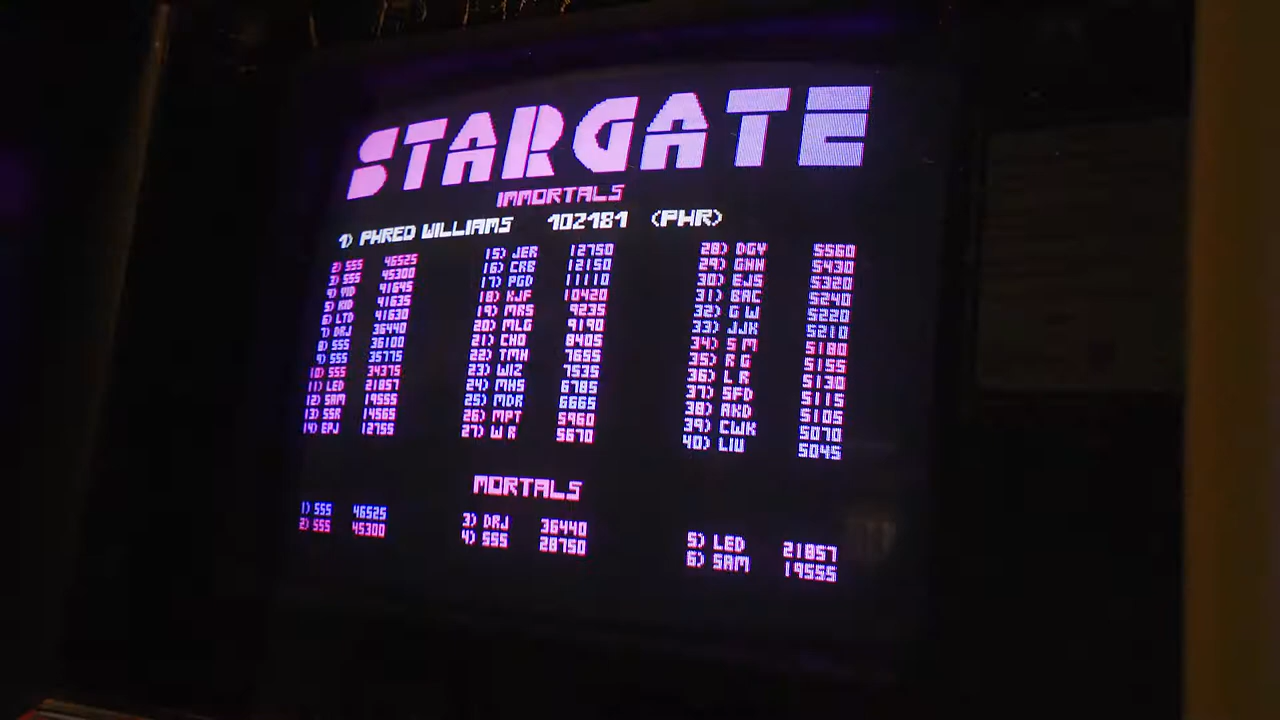 STARGATE
IMMORTALS
1) PHRED WILLIAMS 102181 (PHR)
2) SSS 46525
3) SSS 45300
4) 41645
5) 41635
6) LTD 41630
7) DRJ 36440
8) SSS 36100
9) SSS 35775
10) SSS 34375
11) LED 21857
12) SAM 19555
13) SSR 14565
14) EPJ 12755
15) JER 12750
16) CRB 12150
17) PGD 11110
18) KJF 10420
19) MRS 9235
20) MLG 9190
21) CHO 8405
22) TMH 7655
23) WIZ 7535
24) MHS 6785
25) MDR 6665
26) MPT 5960
27) W R 5670
28) DGY 5560
29) GHH 5430
30) EJS 5320
31) BAC 5240
32) G W 5220
33) JJK 5210
34) S M 5180
35) R G 5155
36) L R 5130
37) SFD 5115
38) AKD 5105
39) CWK 5070
40) LIU 5045
MORTALS
1) SSS 46525
2) SSS 45300
3) DRJ 36440
4) SSS 28750
5) LED 21857
6) SAM 19555